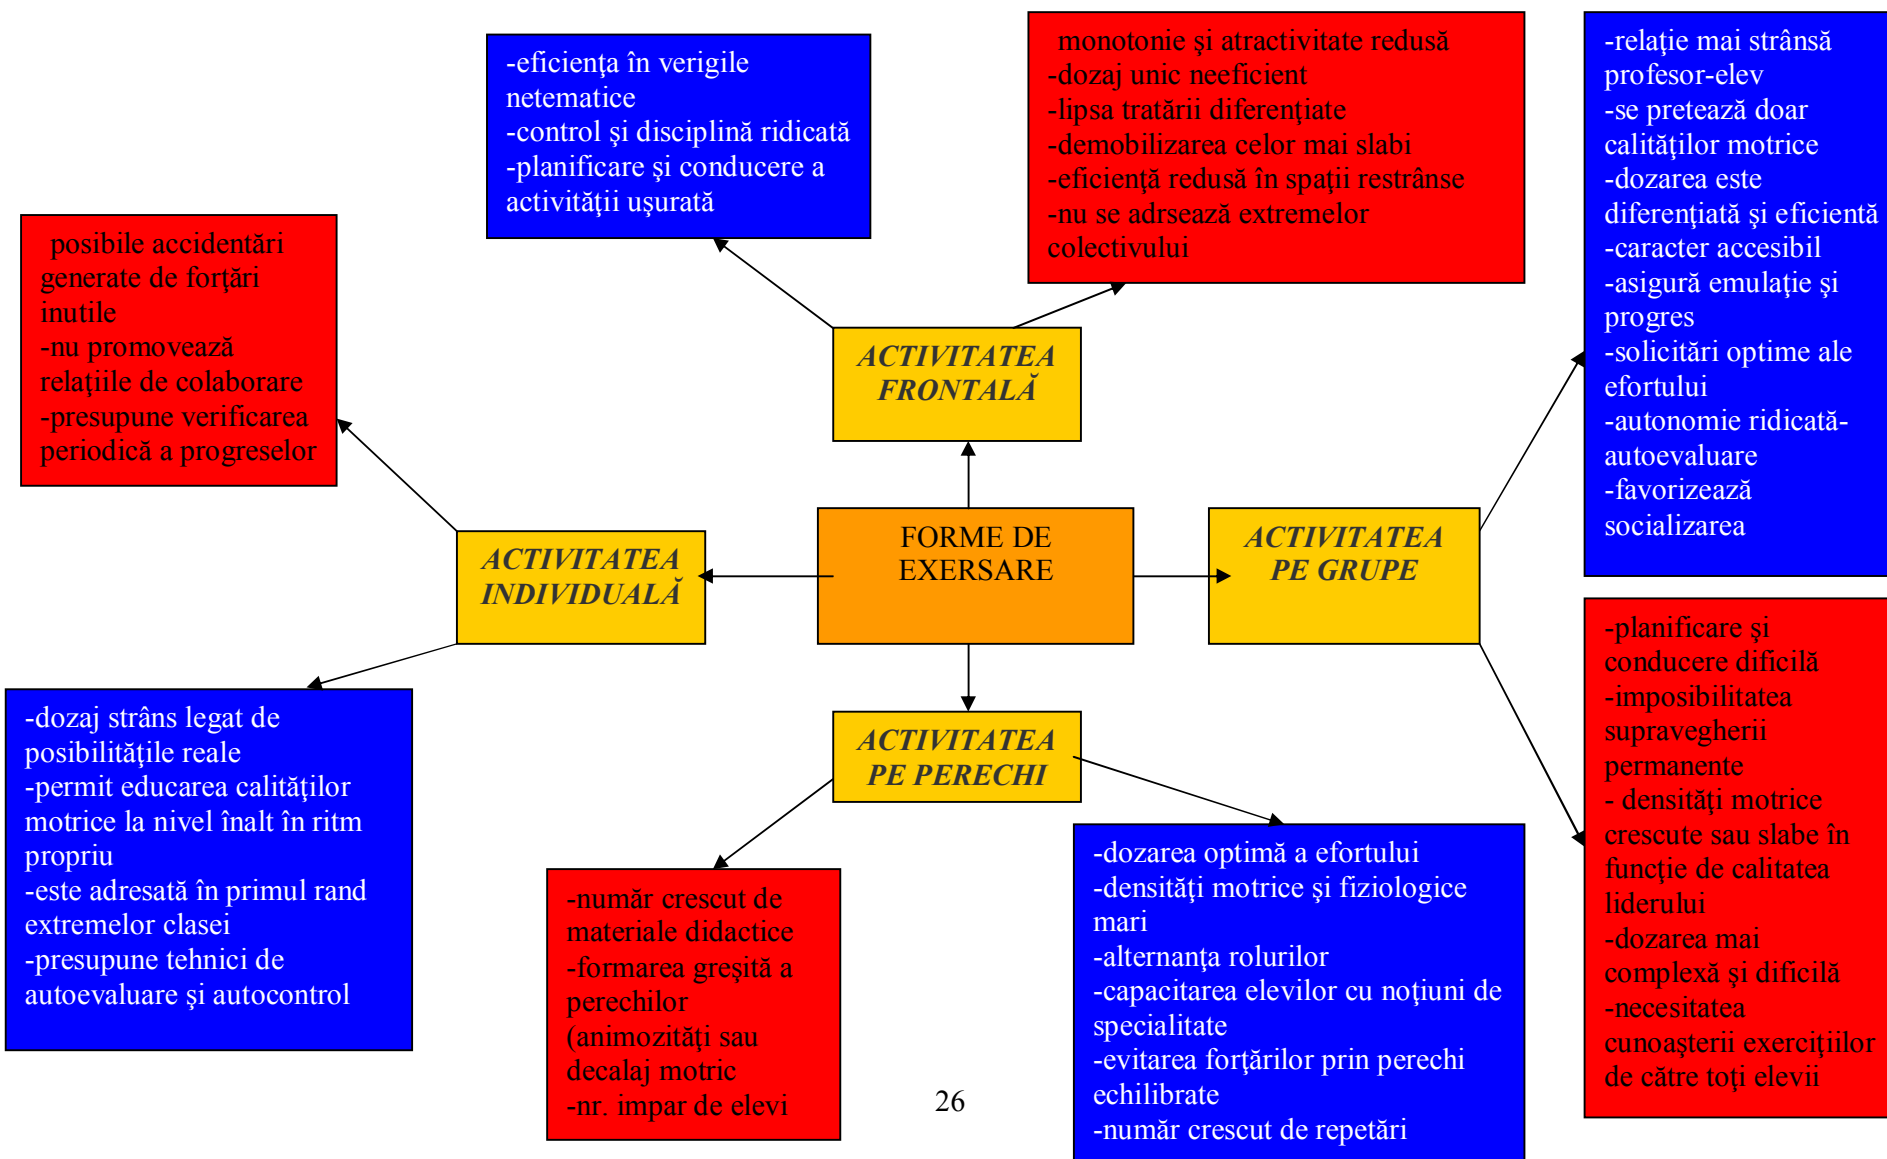 -eficienţa în verigile
netematice
-control şi disciplină ridicată
-planificare şi conducere a
activităţii uşurată
monotonie şi atractivitate redusă
-dozaj unic neeficient
-lipsa tratării diferenţiate
-demobilizarea celor mai slabi
-eficienţă redusă în spaţii restrânse
-nu se adrsează extremelor
colectivului
-relaţie mai strânsă
profesor-elev
-se pretează doar
calităţilor motrice
-dozarea este
diferenţiată şi eficientă
-caracter accesibil
-asigură emulaţie şi
progres
-solicitări optime ale
efortului
-autonomie ridicată-
autoevaluare
-favorizează
socializarea
posibile accidentări
generate de forţări
inutile
-nu promovează
relaţiile de colaborare
-presupune verificarea
periodică a progreselor
ACTIVITATEA
FRONTALĂ
ACTIVITATEA
INDIVIDUALĂ
FORME DE
EXERSARE
ACTIVITATEA
PE GRUPE
-planificare şi
conducere dificilă
-imposibilitatea
supravegherii
permanente
- densităţi motrice
crescute sau slabe în
funcţie de calitatea
liderului
-dozarea mai
complexă şi dificilă
-necesitatea
cunoaşterii exerciţiilor
de către toţi elevii
-dozaj strâns legat de
posibilităţile reale
-permit educarea calităţilor
motrice la nivel înalt în ritm
propriu
-este adresată în primul rand
extremelor clasei
-presupune tehnici de
autoevaluare şi autocontrol
ACTIVITATEA
PE PERECHI
-număr crescut de
materiale didactice
-formarea greşită a
perechilor
(animozităţi sau
decalaj motric
-nr. impar de elevi
-dozarea optimă a efortului
-densităţi motrice şi fiziologice
mari
-alternanţa rolurilor
-capacitarea elevilor cu noţiuni de
specialitate
-evitarea forţărilor prin perechi
echilibrate
-număr crescut de repetări
26